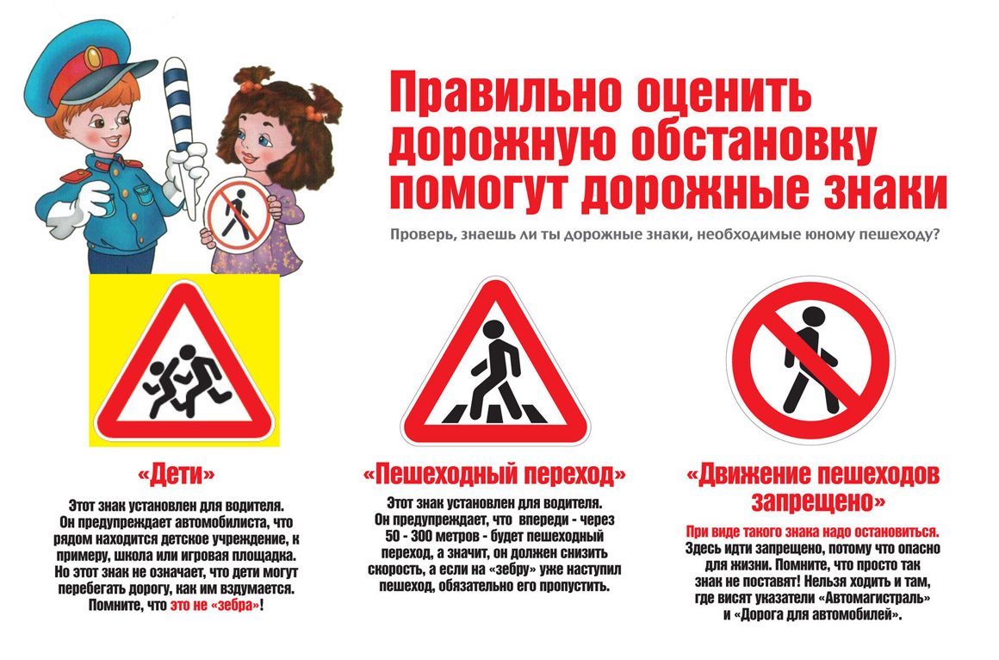 Правильно оценить
дорожную обстановку
помогут дорожные знаки
Проверь, знаешь ли ты дорожные знаки, необходимые юному пешеходу?
«Дети»
Этот знак установлен для водителя.
Он предупреждает автомобилиста, что
рядом находится детское учреждение, к
примеру, школа или игровая площадка.
Но этот знак не означает, что дети могут
перебегать дорогу, как им вздумается.
Помните, что это не «зебра»!
«Пешеходный переход»
Этот знак установлен для водителя.
Он предупреждает, что впереди - через
50 - 300 метров - будет пешеходный
переход, а значит, он должен снизить
скорость, а если на «зебру» уже наступил
пешеход, обязательно его пропустить.
«Движение пешеходов
запрещено»
При виде такого знака надо остановиться.
Здесь идти запрещено, потому что опасно
для жизни. Помните, что просто так
знак не поставят! Нельзя ходить и там,
где висят указатели «Автомагистраль»
и «Дорога для автомобилей».